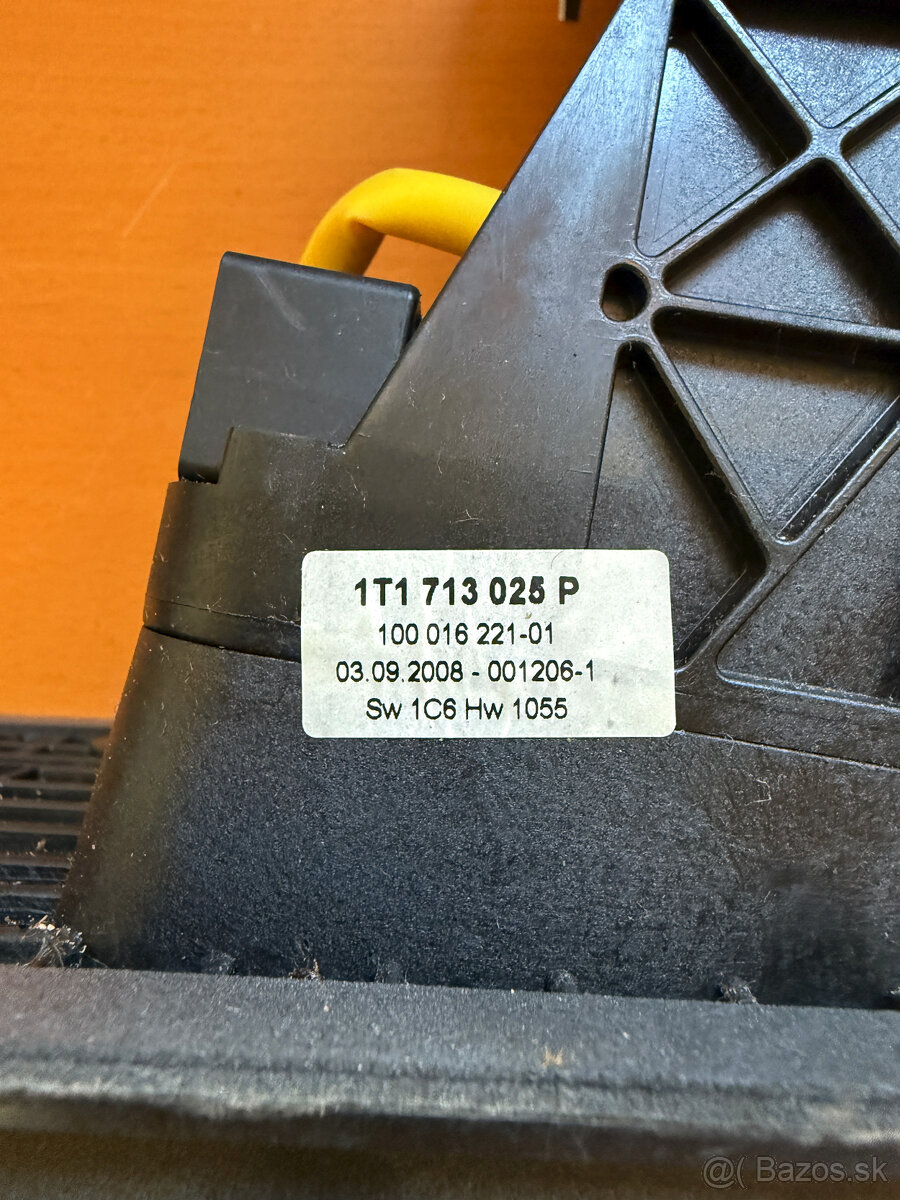 1T1 713 025 P
100 016 221-01
03.09.2008 - 001206-1
Sw 1C6 Hw 1055
@( Bazos.sk